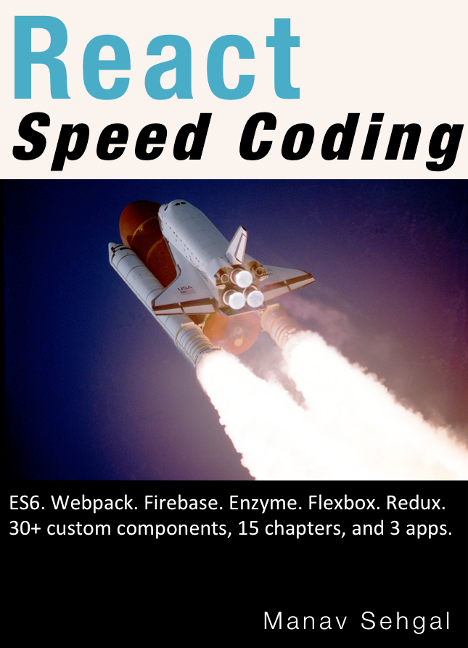 React
Speed Coding
USA
ES6. Webpack. Firebase. Enzyme. Flexbox. Redux.
30+ custom components, 15 chapters, and 3 apps.
Manav Sehgal